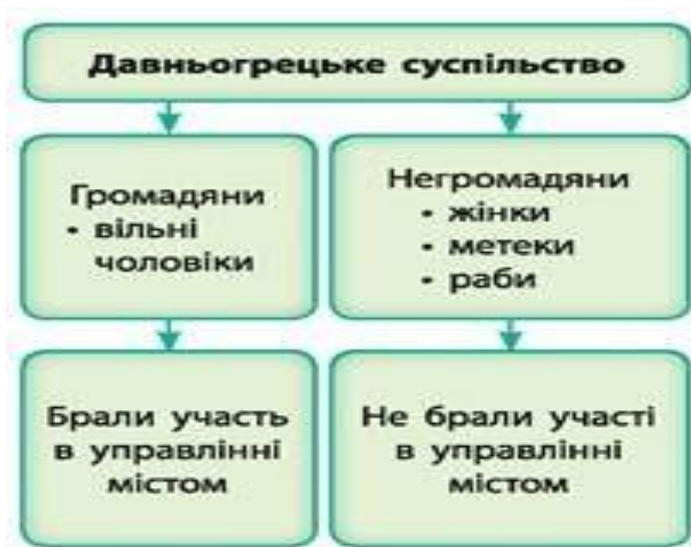 Давньогрецьке суспільство
Громадяни
• вільні
чоловіки
Негромадяни
• жінки
• метеки
• раби
Брали участь
в управлінні
містом
Не брали участі
в управлінні
містом